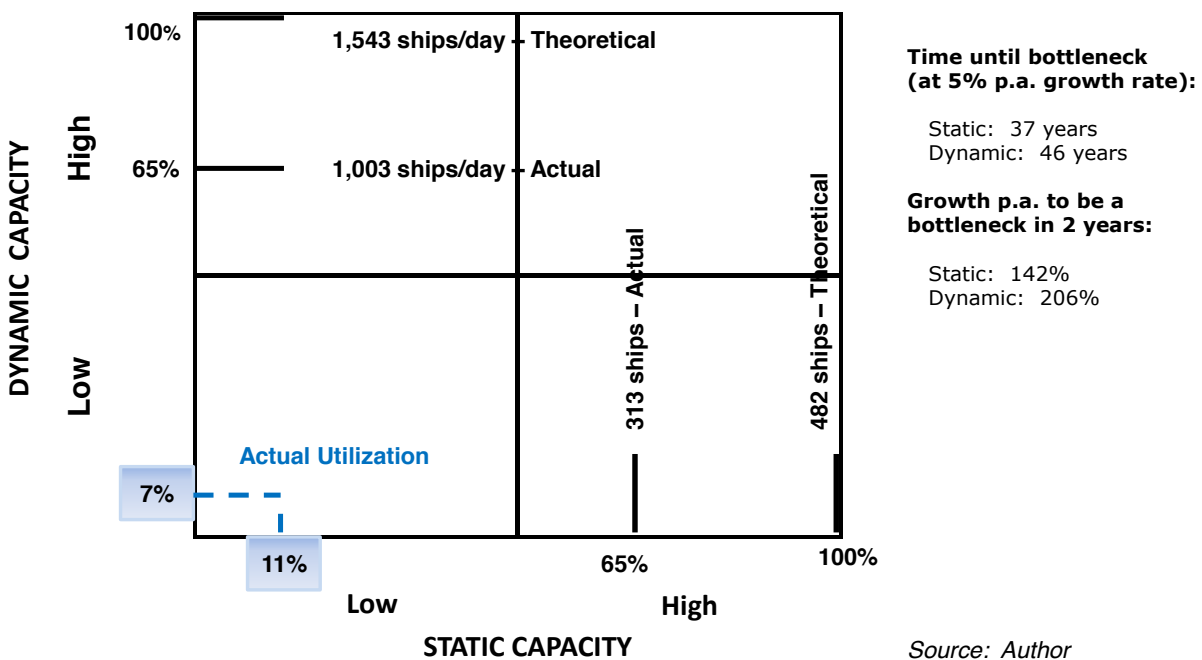 100%
1,543 ships/day – Theoretical
65%
1,003 ships/day – Actual
DYNAMIC CAPACITY
High
Low
313 ships – Actual
482 ships – Theoretical
Actual Utilization
7%
11%
65%
100%
Low
High
STATIC CAPACITY
Time until bottleneck
(at 5% p.a. growth rate):
Static: 37 years
Dynamic: 46 years
Growth p.a. to be a
bottleneck in 2 years:
Static: 142%
Dynamic: 206%
Source: Author